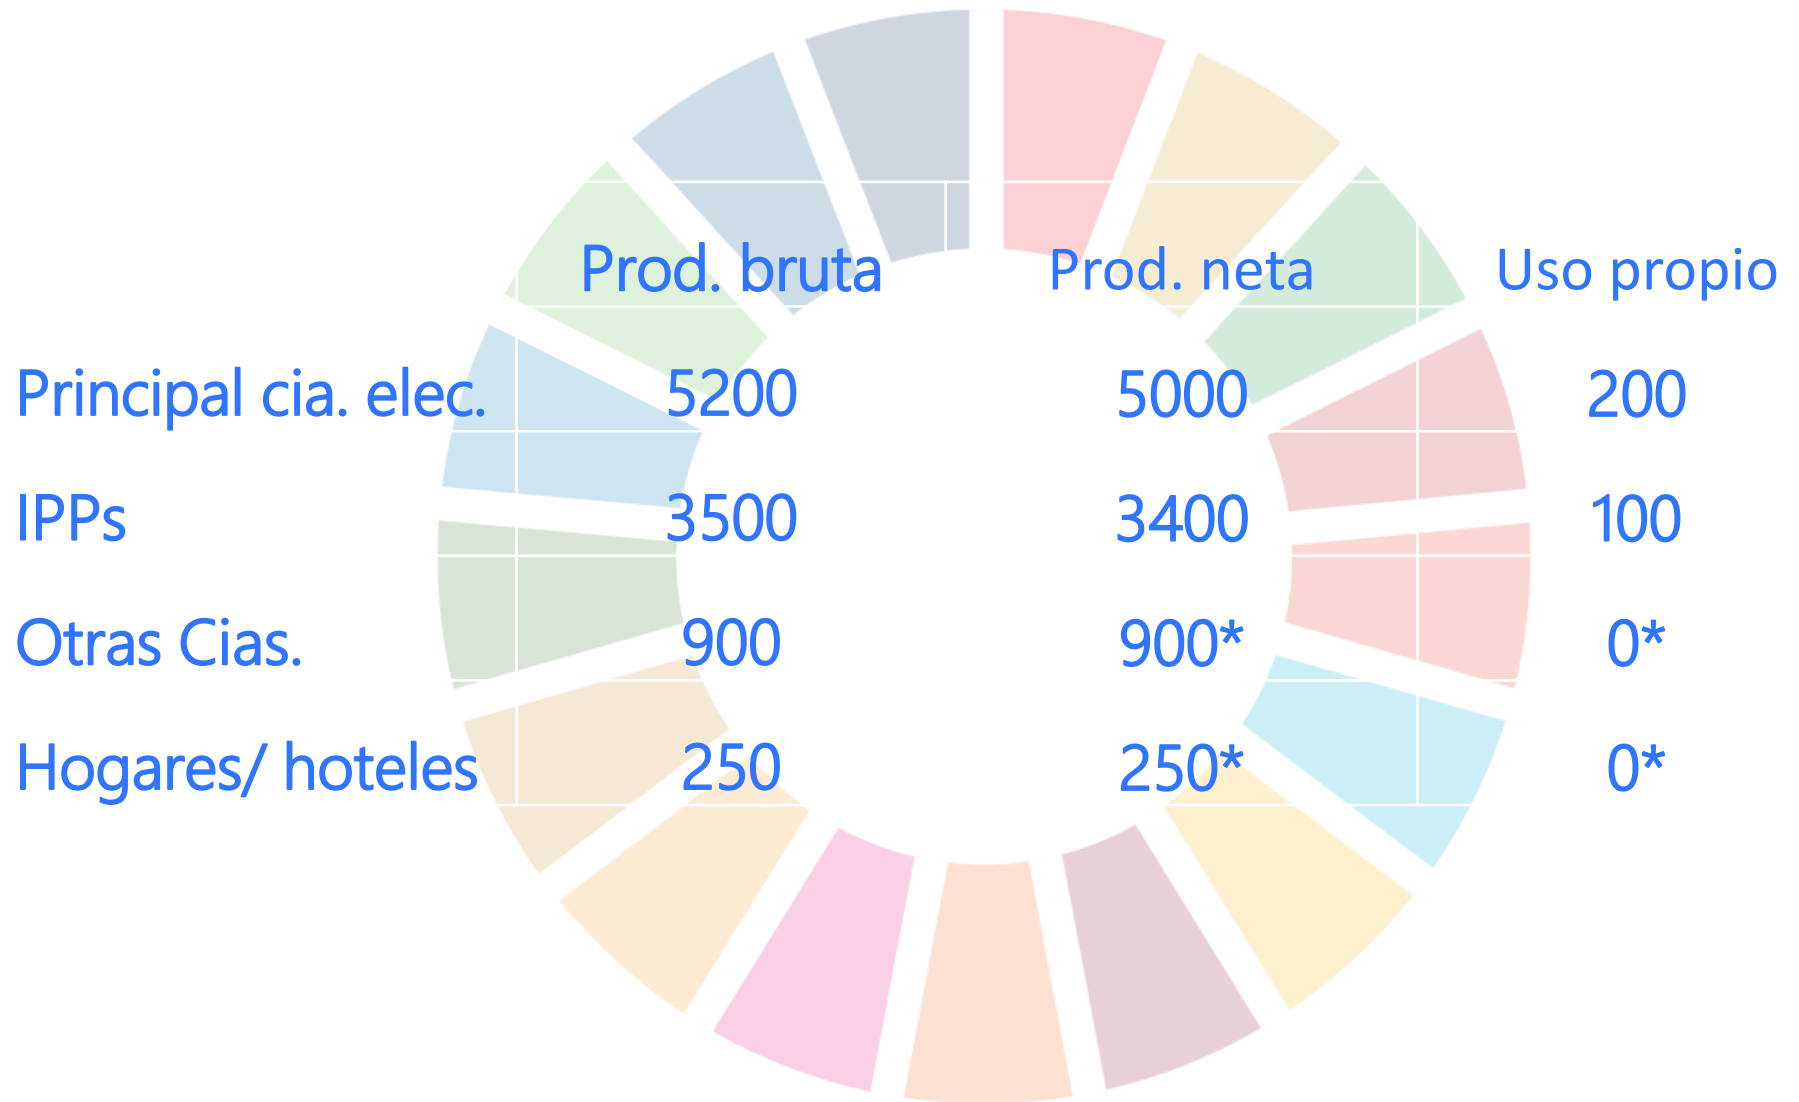 Prod. bruta Prod. neta Uso propio
Principal cia. elec. 5200 5000 200
IPPs 3500 3400 100
Otras Cias. 900 900* 0*
Hogares/ hoteles 250 250* 0*